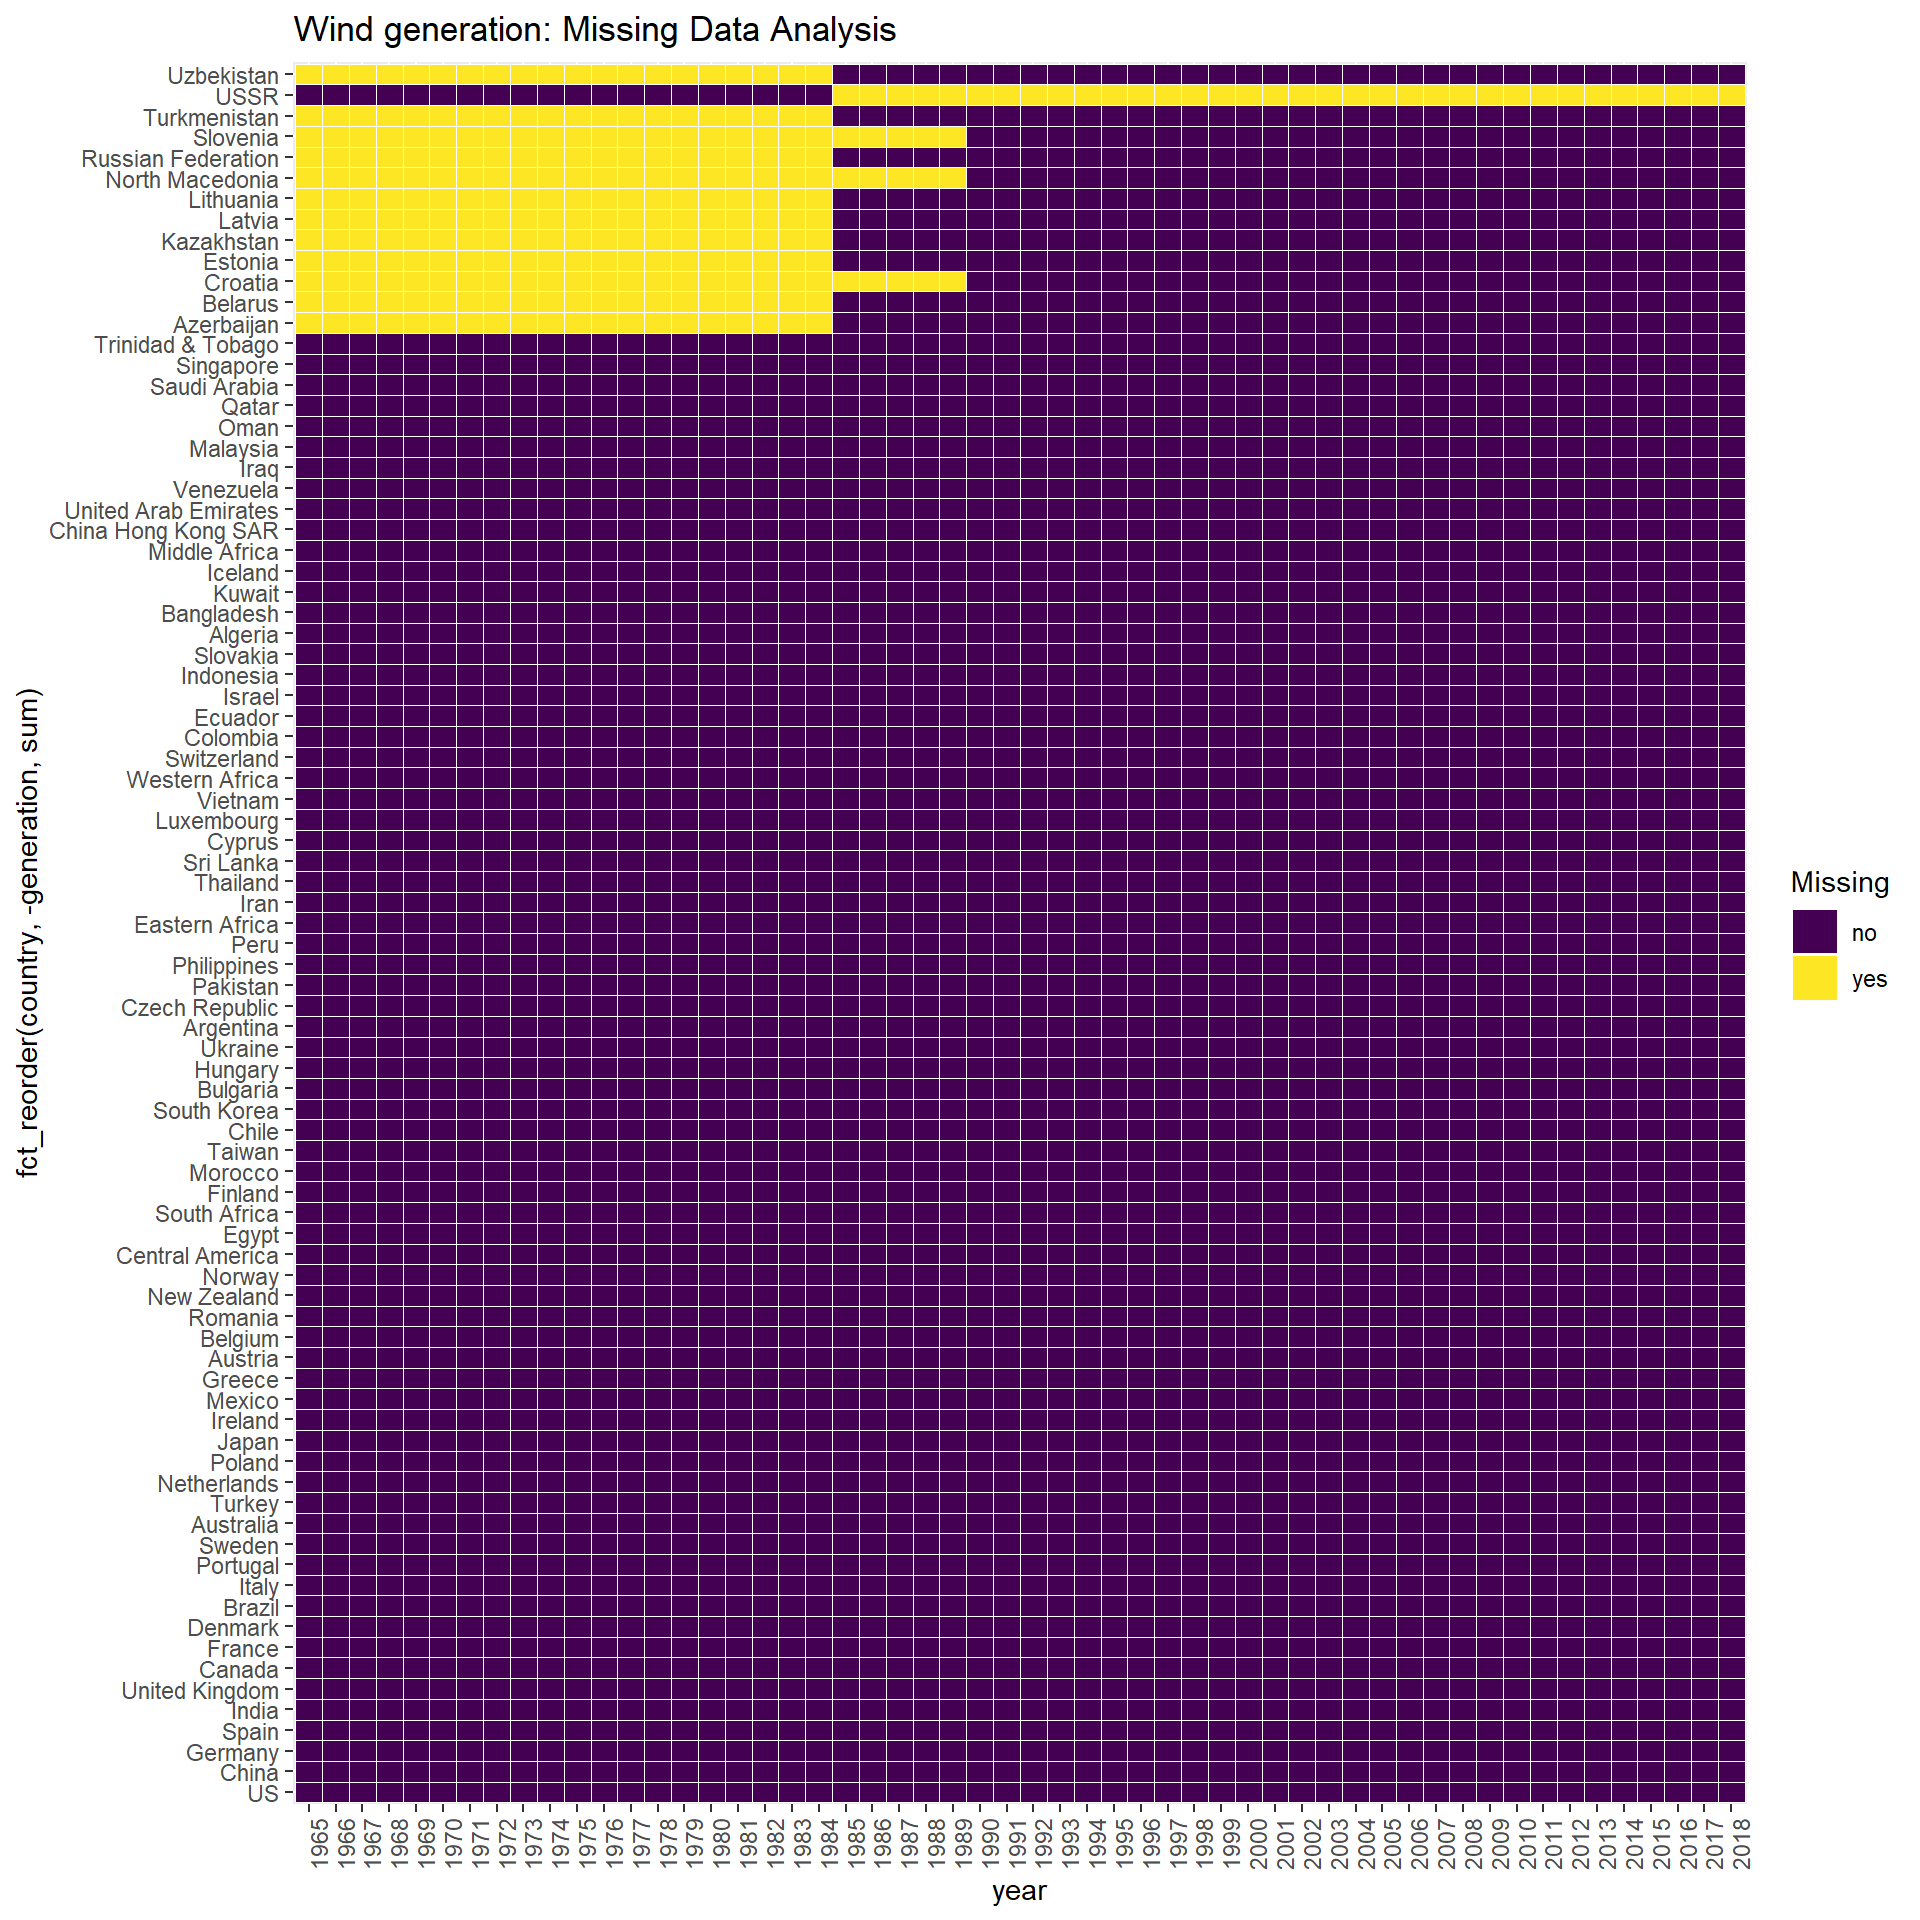 Wind generation: Missing Data Analysis
Uzbekistan
USSR
Turkmenistan
Slovenia
Russian Federation
North Macedonia
Lithuania
Latvia
Kazakhstan
Estonia
Croatia
Belarus
Azerbaijan
Trinidad & Tobago
Singapore
Saudi Arabia
Qatar
Oman
Malaysia
Iraq
Venezuela
United Arab Emirates
China Hong Kong SAR
Middle Africa
Iceland
Kuwait
Bangladesh
Algeria
Slovakia
Indonesia
Israel
Ecuador
Colombia
Switzerland
Western Africa
Vietnam
Luxembourg
Cyprus
Sri Lanka
Thailand
Iran
Eastern Africa
Peru
Philippines
Pakistan
Czech Republic
Argentina
Ukraine
Hungary
Bulgaria
South Korea
Chile
Taiwan
Morocco
Finland
South Africa
Egypt
Central America
Norway
New Zealand
Romania
Belgium
Austria
Greece
Mexico
Ireland
Japan
Poland
Netherlands
Turkey
Australia
Sweden
Portugal
Italy
Brazil
Denmark
France
Canada
United Kingdom
India
Spain
Germany
China
US
fct_reorder(country, -generation, sum)
1965
1966
1967
1968
1969
1970
1971
1972
1973
1974
1975
1976
1977
1978
1979
1980
1981
1982
1983
1984
1985
1986
1987
1988
1989
1990
1991
1992
1993
1994
1995
1996
1997
1998
1999
2000
2001
2002
2003
2004
2005
2006
2007
2008
2009
2010
2011
2012
2013
2014
2015
2016
2017
2018
year
Missing
no
yes